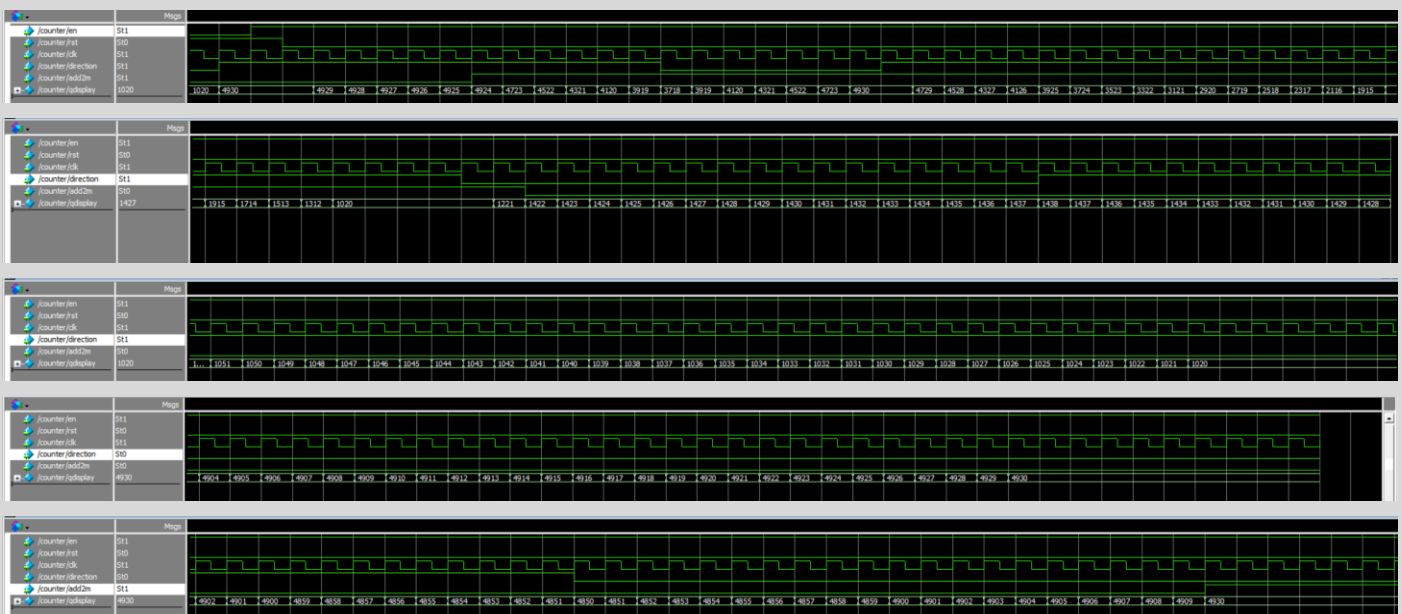 Msgs
/counter/en St1
/counter/rst St0
/counter/clk St1
/counter/direction St1
/counter/add2m St1
/counter/qdisplay 1020 1020 4930 4929 4928 4927 4926 4925 4924 4723 4522 4321 4120 3919 3718 3919 4120 4321 4522 4723 4930 4729 4528 4327 4126 3925 3724 3523 3322 3121 2920 2719 2518 2317 2116 1915
Msgs
/counter/en St1
/counter/rst St0
/counter/clk St1
/counter/direction St1
/counter/add2m St0
/counter/qdisplay 1427 1915 1714 1513 1312 1020 1221 1422 1423 1424 1425 1426 1427 1428 1429 1430 1431 1432 1433 1434 1435 1436 1437 1438 1437 1436 1435 1434 1433 1432 1431 1430 1429 1428
Msgs
/counter/en St1
/counter/rst St0
/counter/clk St1
/counter/direction St1
/counter/add2m St0
/counter/qdisplay 1020 1... 1051 1050 1049 1048 1047 1046 1045 1044 1043 1042 1041 1040 1039 1038 1037 1036 1035 1034 1033 1032 1031 1030 1029 1028 1027 1026 1025 1024 1023 1022 1021 1020
Msgs
/counter/en St1
/counter/rst St0
/counter/clk St1
/counter/direction St0
/counter/add2m St0
/counter/qdisplay 4930 4904 4905 4906 4907 4908 4909 4910 4911 4912 4913 4914 4915 4916 4917 4918 4919 4920 4921 4922 4923 4924 4925 4926 4927 4928 4929 4930
Msgs
/counter/en St1
/counter/rst St0
/counter/clk St1
/counter/direction St0
/counter/add2m St1
/counter/qdisplay 4930 4902 4901 4900 4859 4858 4857 4856 4855 4854 4853 4852 4851 4850 4851 4852 4853 4854 4855 4856 4857 4858 4859 4900 4901 4902 4903 4904 4905 4906 4907 4908 4909 4930